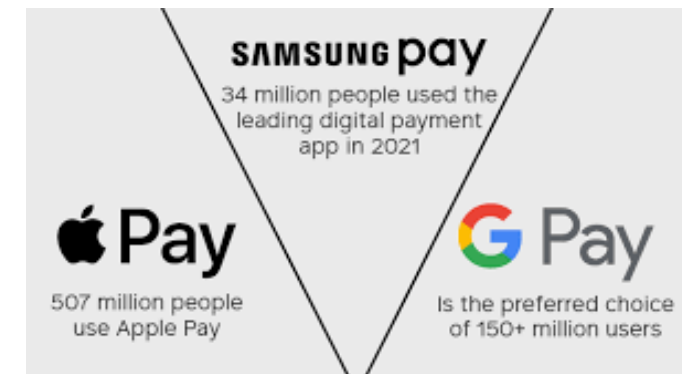 SAMSUNG pay
34 million people used the
leading digital payment
app in 2021
Pay
507 million people
use Apple Pay
G Pay
Is the preferred choice
of 150+ million users